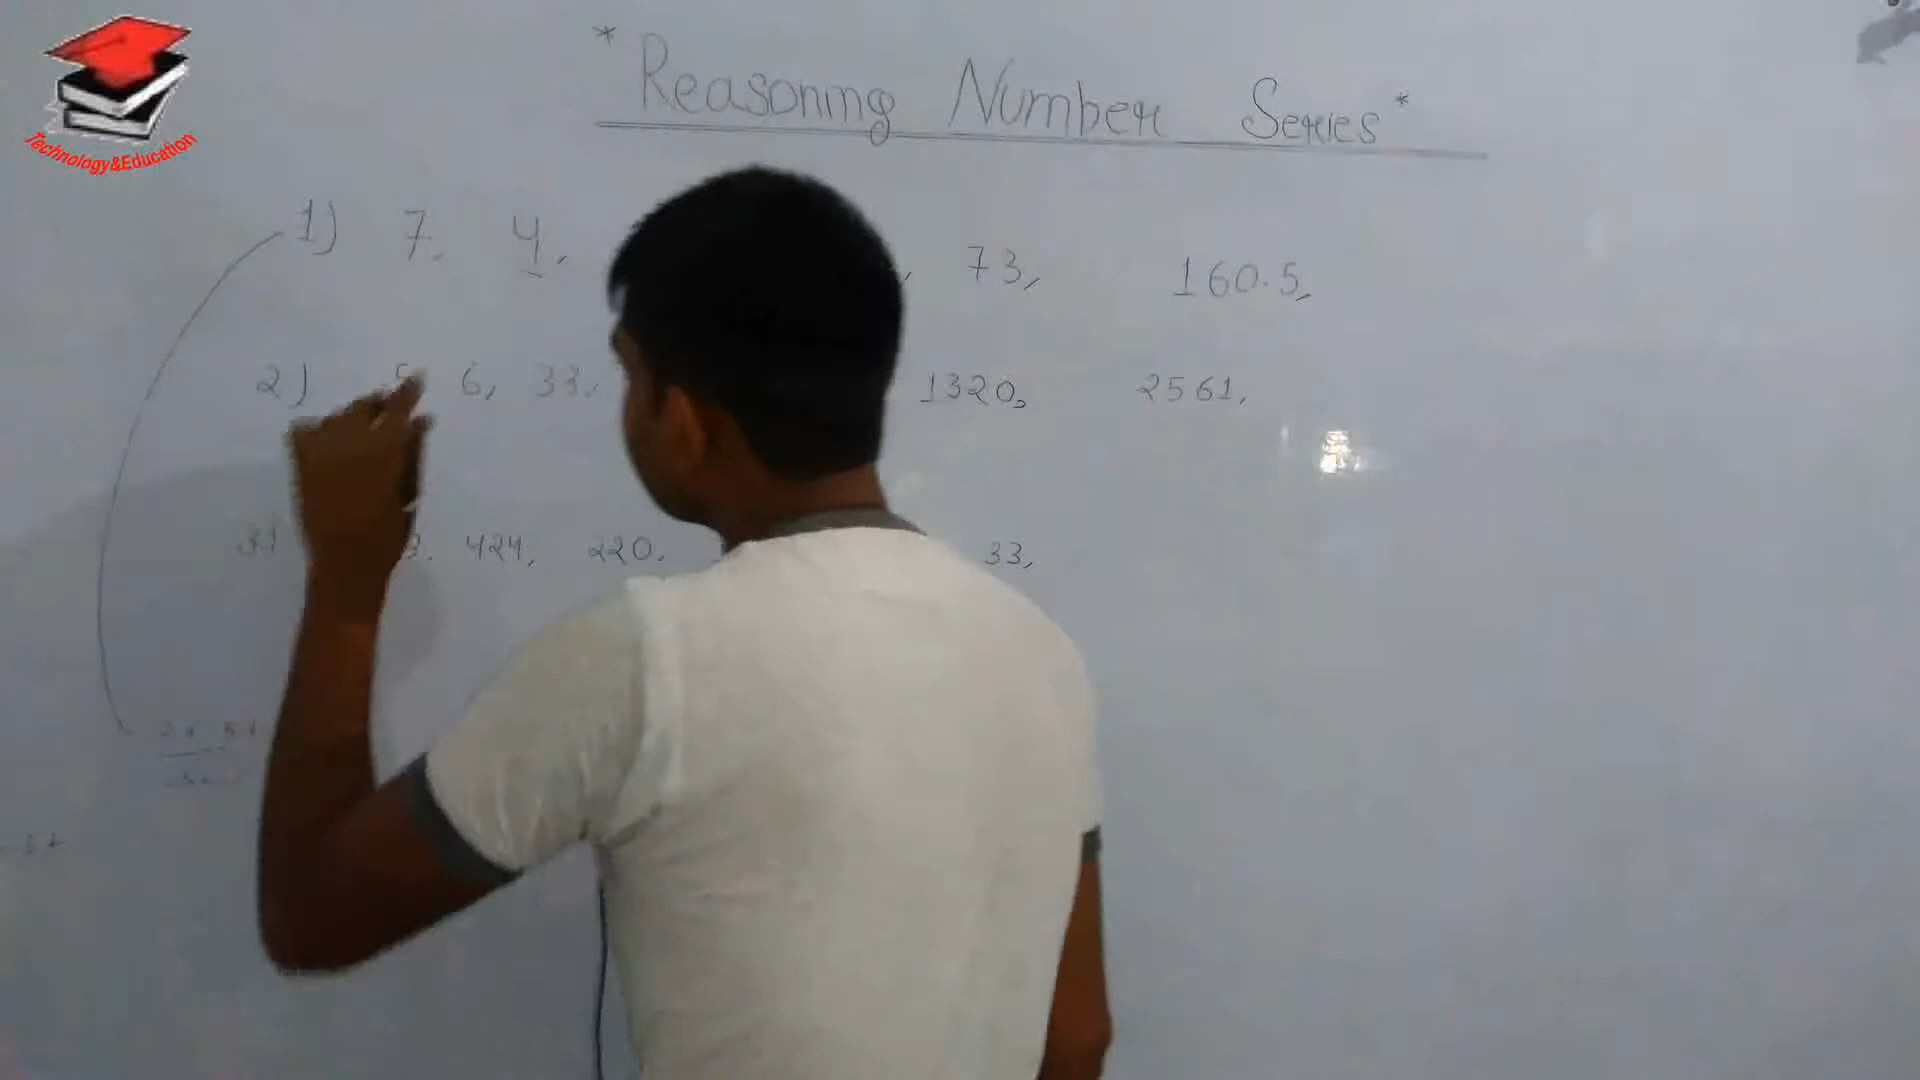 Technology&Education
* Reasoning Number Series *
1) 7, 4, 73, 160.5,
2) 5, 6, 33, 1320, 2561,
424, 220, 33,